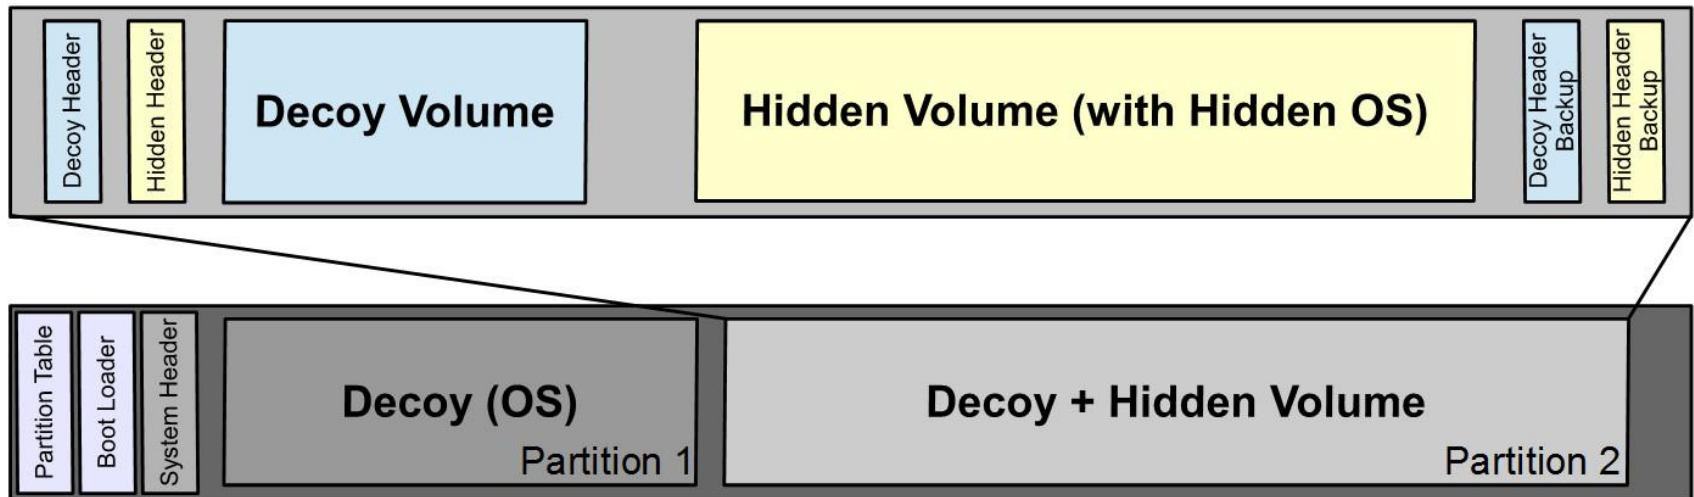 Decoy Header
Hidden Header
Decoy Volume
Hidden Volume (with Hidden OS)
Decoy Header
Backup
Hidden Header
Backup
Partition Table
Boot Loader
System Header
Decoy (OS)
Partition 1
Decoy + Hidden Volume
Partition 2